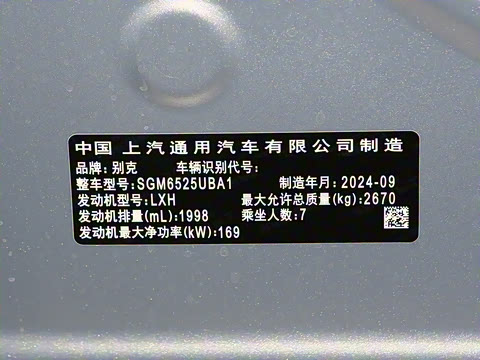 中国 上汽通用汽车有限公司制造
品牌:别克 车辆识别代号:
整车型号:SGM6525UBA1 制造年月:2024-09
发动机型号:LXH 最大允许总质量(kg):2670
发动机排量(mL):1998 乘坐人数:7
发动机最大净功率(kW):169